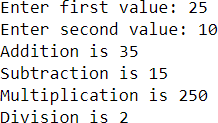 Enter first value: 25
Enter second value: 10
Addition is 35
Subtraction is 15
Multiplication is 250
Division is 2